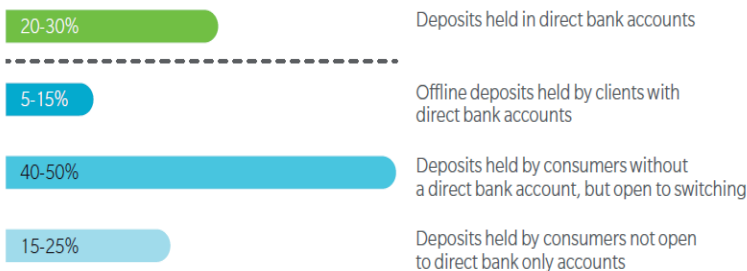 20-30%
Deposits held in direct bank accounts
5-15%
Offline deposits held by clients with
direct bank accounts
40-50%
Deposits held by consumers without
a direct bank account, but open to switching
15-25%
Deposits held by consumers not open
to direct bank only accounts